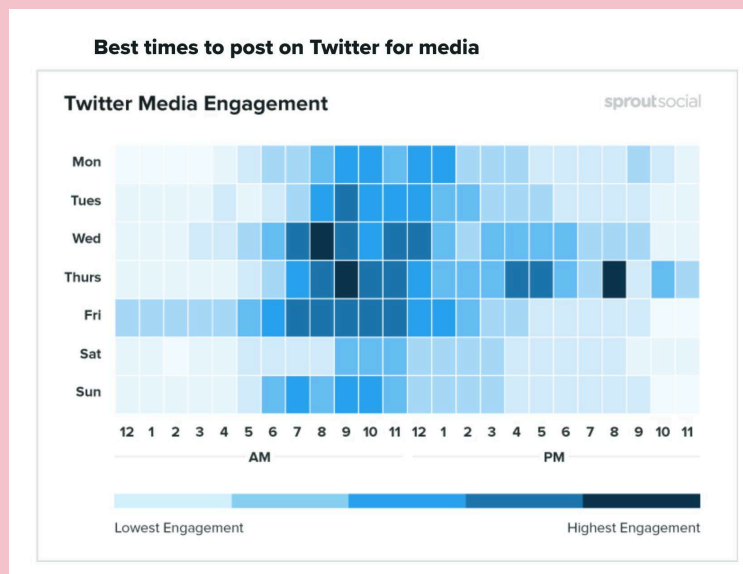 Best times to post on Twitter for media
Twitter Media Engagement
sproutsocial
Mon
Tues
Wed
Thurs
Fri
Sat
Sun
12 1 2 3 4 5 6 7 8 9 10 11 12 1 2 3 4 5 6 7 8 9 10 11
AM PM
Lowest Engagement Highest Engagement